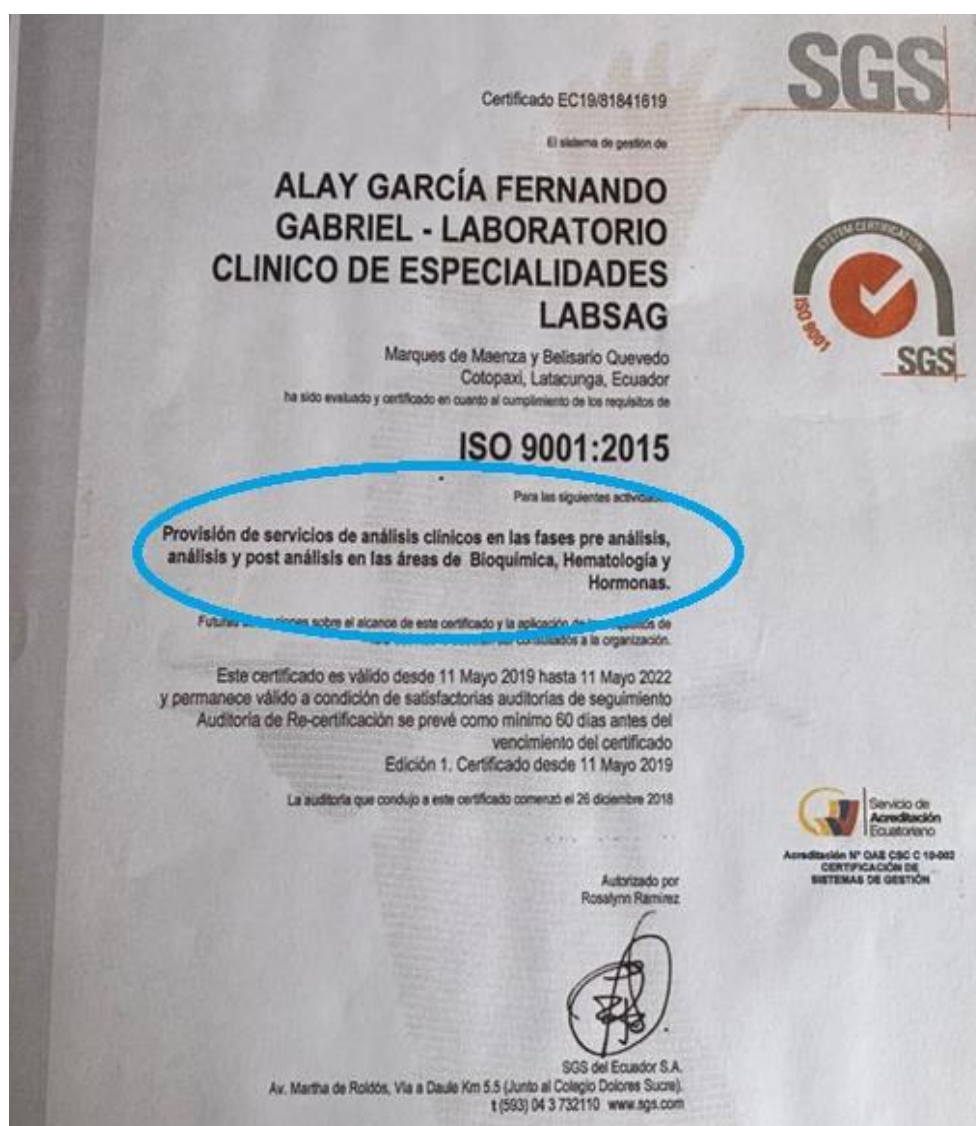 SGS
Certificado EC19/81841619
El sistema de gestión de
ALAY GARCÍA FERNANDO
GABRIEL - LABORATORIO
CLINICO DE ESPECIALIDADES
LABSAG
SYSTEM CERTIFICATION
ISO 9001
SGS
Marques de Maenza y Belisario Quevedo
Cotopaxi, Latacunga, Ecuador
ha sido evaluado y certificado en cuanto al cumplimiento de los requisitos de
ISO 9001:2015
Para las siguientes
Provisión de servicios de análisis clínicos en las fases pre análisis,
análisis y post análisis en las áreas de Bioquímica, Hematología y
Hormonas.
sobre el alcance de este certificado y la aplicación de
a la organización.
Este certificado es válido desde 11 Mayo 2019 hasta 11 Mayo 2022
y permanece válido a condición de satisfactorias auditorías de seguimiento
Auditoría de Re-certificación se prevé como mínimo 60 días antes del
vencimiento del certificado
Edición 1. Certificado desde 11 Mayo 2019
La auditoría que condujo a este certificado comenzó el 26 diciembre 2018
Servicio de
Acreditación
Ecuatoriano
Acreditación N° OAE CSC C 10-002
CERTIFICACIÓN DE
SISTEMAS DE GESTIÓN
Autorizado por
Rosalynn Ramirez
SGS del Ecuador S.A.
Av. Martha de Roldós, Via a Daule Km 5.5 (Junto al Colegio Dolores Sucre).
t (593) 04 3 732110 www.sgs.com